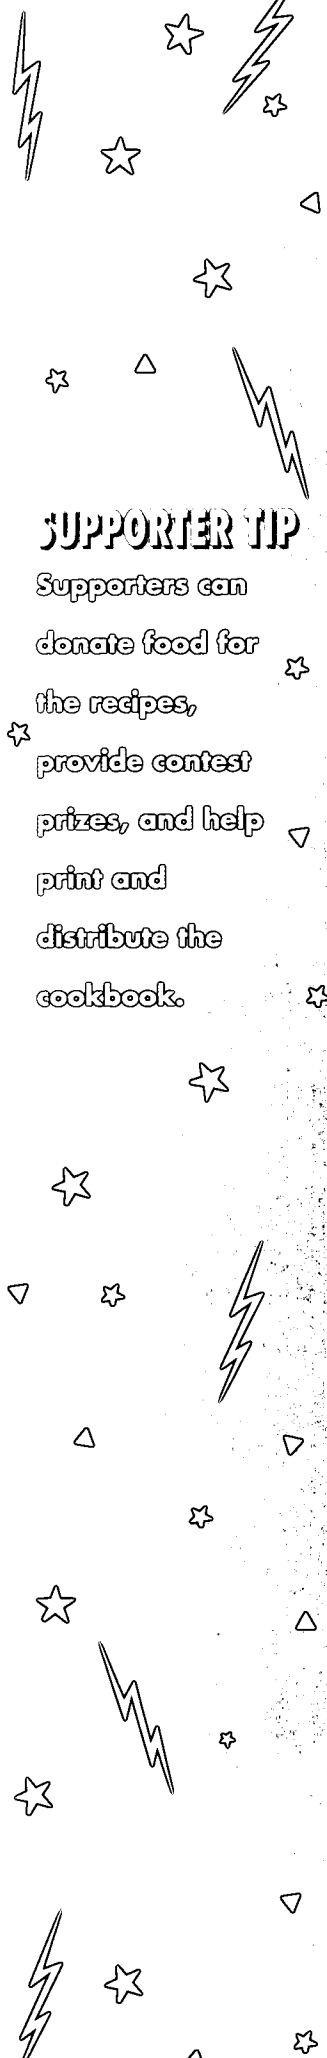 SUPPORTER TIP
Supporters can
donate food for
the recipes,
provide contest
prizes, and help
print and
distribute the
cookbook.